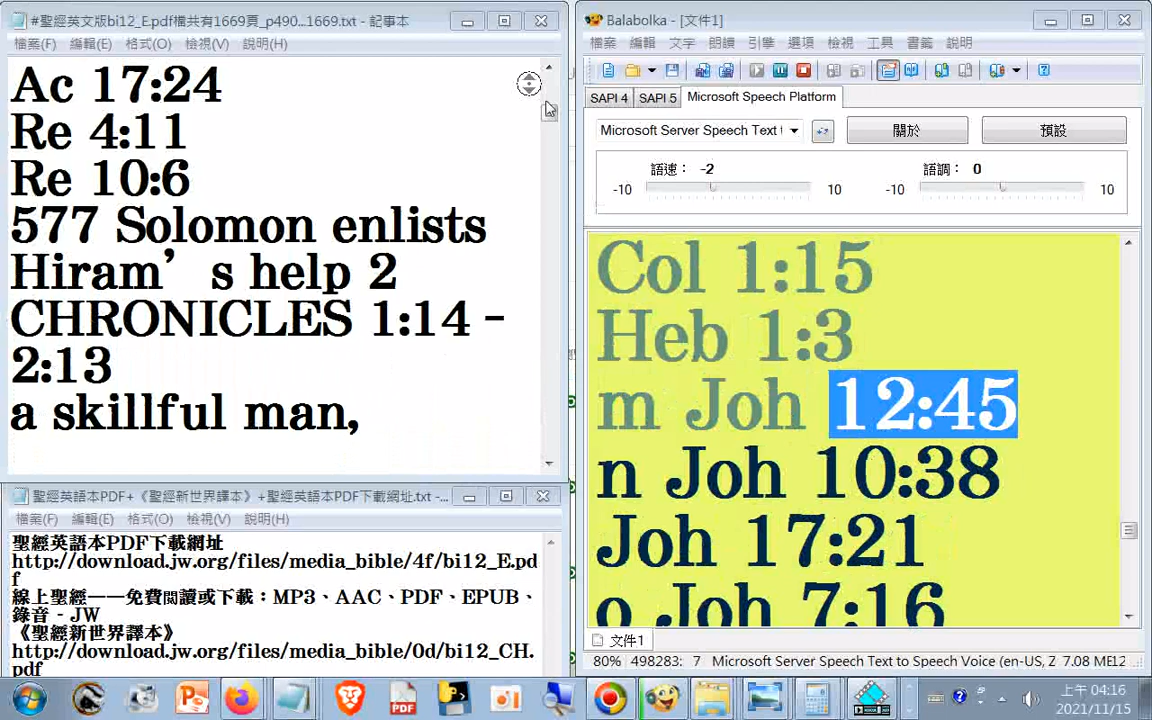 #聖經英文版bi12_E.pdf檔共有1669頁_p490...1669.txt - 記事本
檔案(F) 編輯(E) 格式(O) 檢視(V) 說明(H)
Ac 17:24
Re 4:11
Re 10:6
577 Solomon enlists
Hiram’s help 2
CHRONICLES 1:14 –
2:13
a skillful man,
聖經英語本PDF+《聖經新世界譯本》+聖經英語本PDF下載網址.txt - ...
檔案(F) 編輯(E) 格式(O) 檢視(V) 說明(H)
聖經英語本PDF下載網址
http://download.jw.org/files/media_bible/4f/bi12_E.pd
f
線上聖經——免費閱讀或下載：MP3、AAC、PDF、EPUB、
錄音 - JW
《聖經新世界譯本》
http://download.jw.org/files/media_bible/0d/bi12_CH.
pdf
Balabolka - [文件1]
檔案 編輯 文字 朗讀 引擎 選項 檢視 工具 書籤 說明
SAPI 4 SAPI 5 Microsoft Speech Platform
Microsoft Server Speech Text t 關於 預設
語速： -2 語調： 0
-10 10 -10 10
Col 1:15
Heb 1:3
m Joh 12:45
n Joh 10:38
Joh 17:21
o Joh 7:16
文件1
80% 498283: 7 Microsoft Server Speech Text to Speech Voice (en-US, Z 7.08 ME12
PDF
上午 04:16
2021/11/15